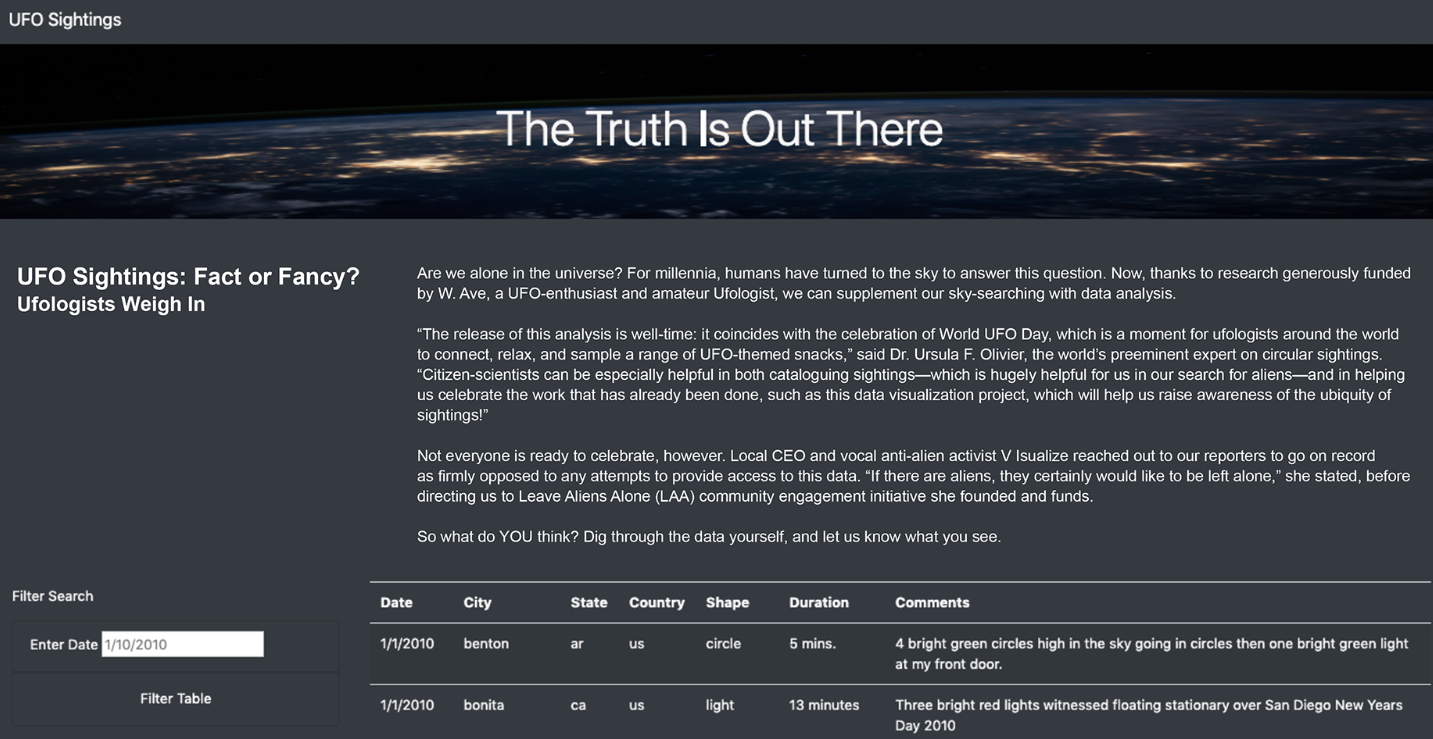 UFO Sightings
The Truth Is Out There
UFO Sightings: Fact or Fancy?
Ufologists Weigh In
Are we alone in the universe? For millennia, humans have turned to the sky to answer this question. Now, thanks to research generously funded
by W. Ave, a UFO-enthusiast and amateur Ufologist, we can supplement our sky-searching with data analysis.
“The release of this analysis is well-time: it coincides with the celebration of World UFO Day, which is a moment for ufologists around the world
to connect, relax, and sample a range of UFO-themed snacks,” said Dr. Ursula F. Olivier, the world’s preeminent expert on circular sightings.
“Citizen-scientists can be especially helpful in both cataloguing sightings—which is hugely helpful for us in our search for aliens—and in helping
us celebrate the work that has already been done, such as this data visualization project, which will help us raise awareness of the ubiquity of
sightings!”
Not everyone is ready to celebrate, however. Local CEO and vocal anti-alien activist V Isualize reached out to our reporters to go on record
as firmly opposed to any attempts to provide access to this data. “If there are aliens, they certainly would like to be left alone,” she stated, before
directing us to Leave Aliens Alone (LAA) community engagement initiative she founded and funds.
So what do YOU think? Dig through the data yourself, and let us know what you see.
Filter Search
Enter Date 1/10/2010
Filter Table
Date City State Country Shape Duration Comments
1/1/2010 benton ar us circle 5 mins. 4 bright green circles high in the sky going in circles then one bright green light
at my front door.
1/1/2010 bonita ca us light 13 minutes Three bright red lights witnessed floating stationary over San Diego New Years
Day 2010